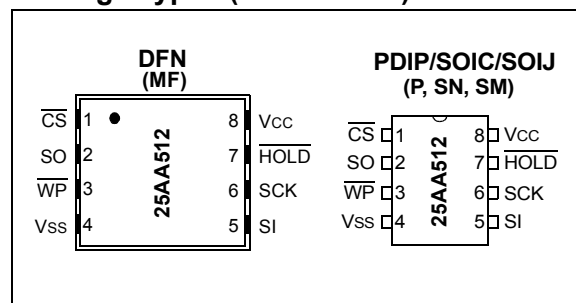 DFN
(MF)
CS 1 8 VCC
SO 2 7 HOLD
WP 3 6 SCK
VSS 4 5 SI
25AA512
PDIP/SOIC/SOIJ
(P, SN, SM)
CS 1 8 VCC
SO 2 7 HOLD
WP 3 6 SCK
VSS 4 5 SI
25AA512